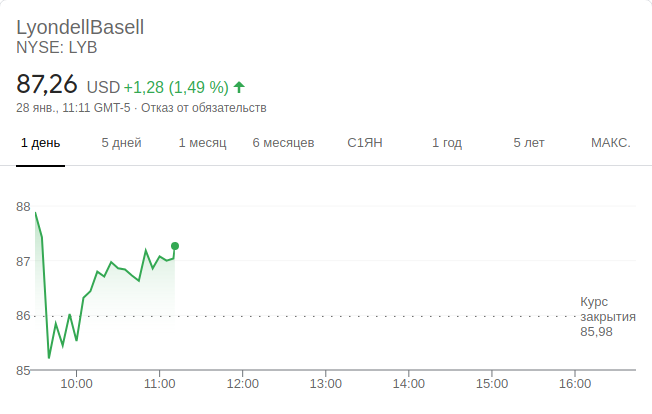 LyondellBasell
NYSE: LYB
87,26 USD +1,28 (1,49 %)
28 янв., 11:11 GMT-5 · Отказ от обязательств
1 день 5 дней 1 месяц 6 месяцев С1ЯН 1 год 5 лет МАКС.
88
87
86
85
Курс
закрытия
85,98
10:00 11:00 12:00 13:00 14:00 15:00 16:00